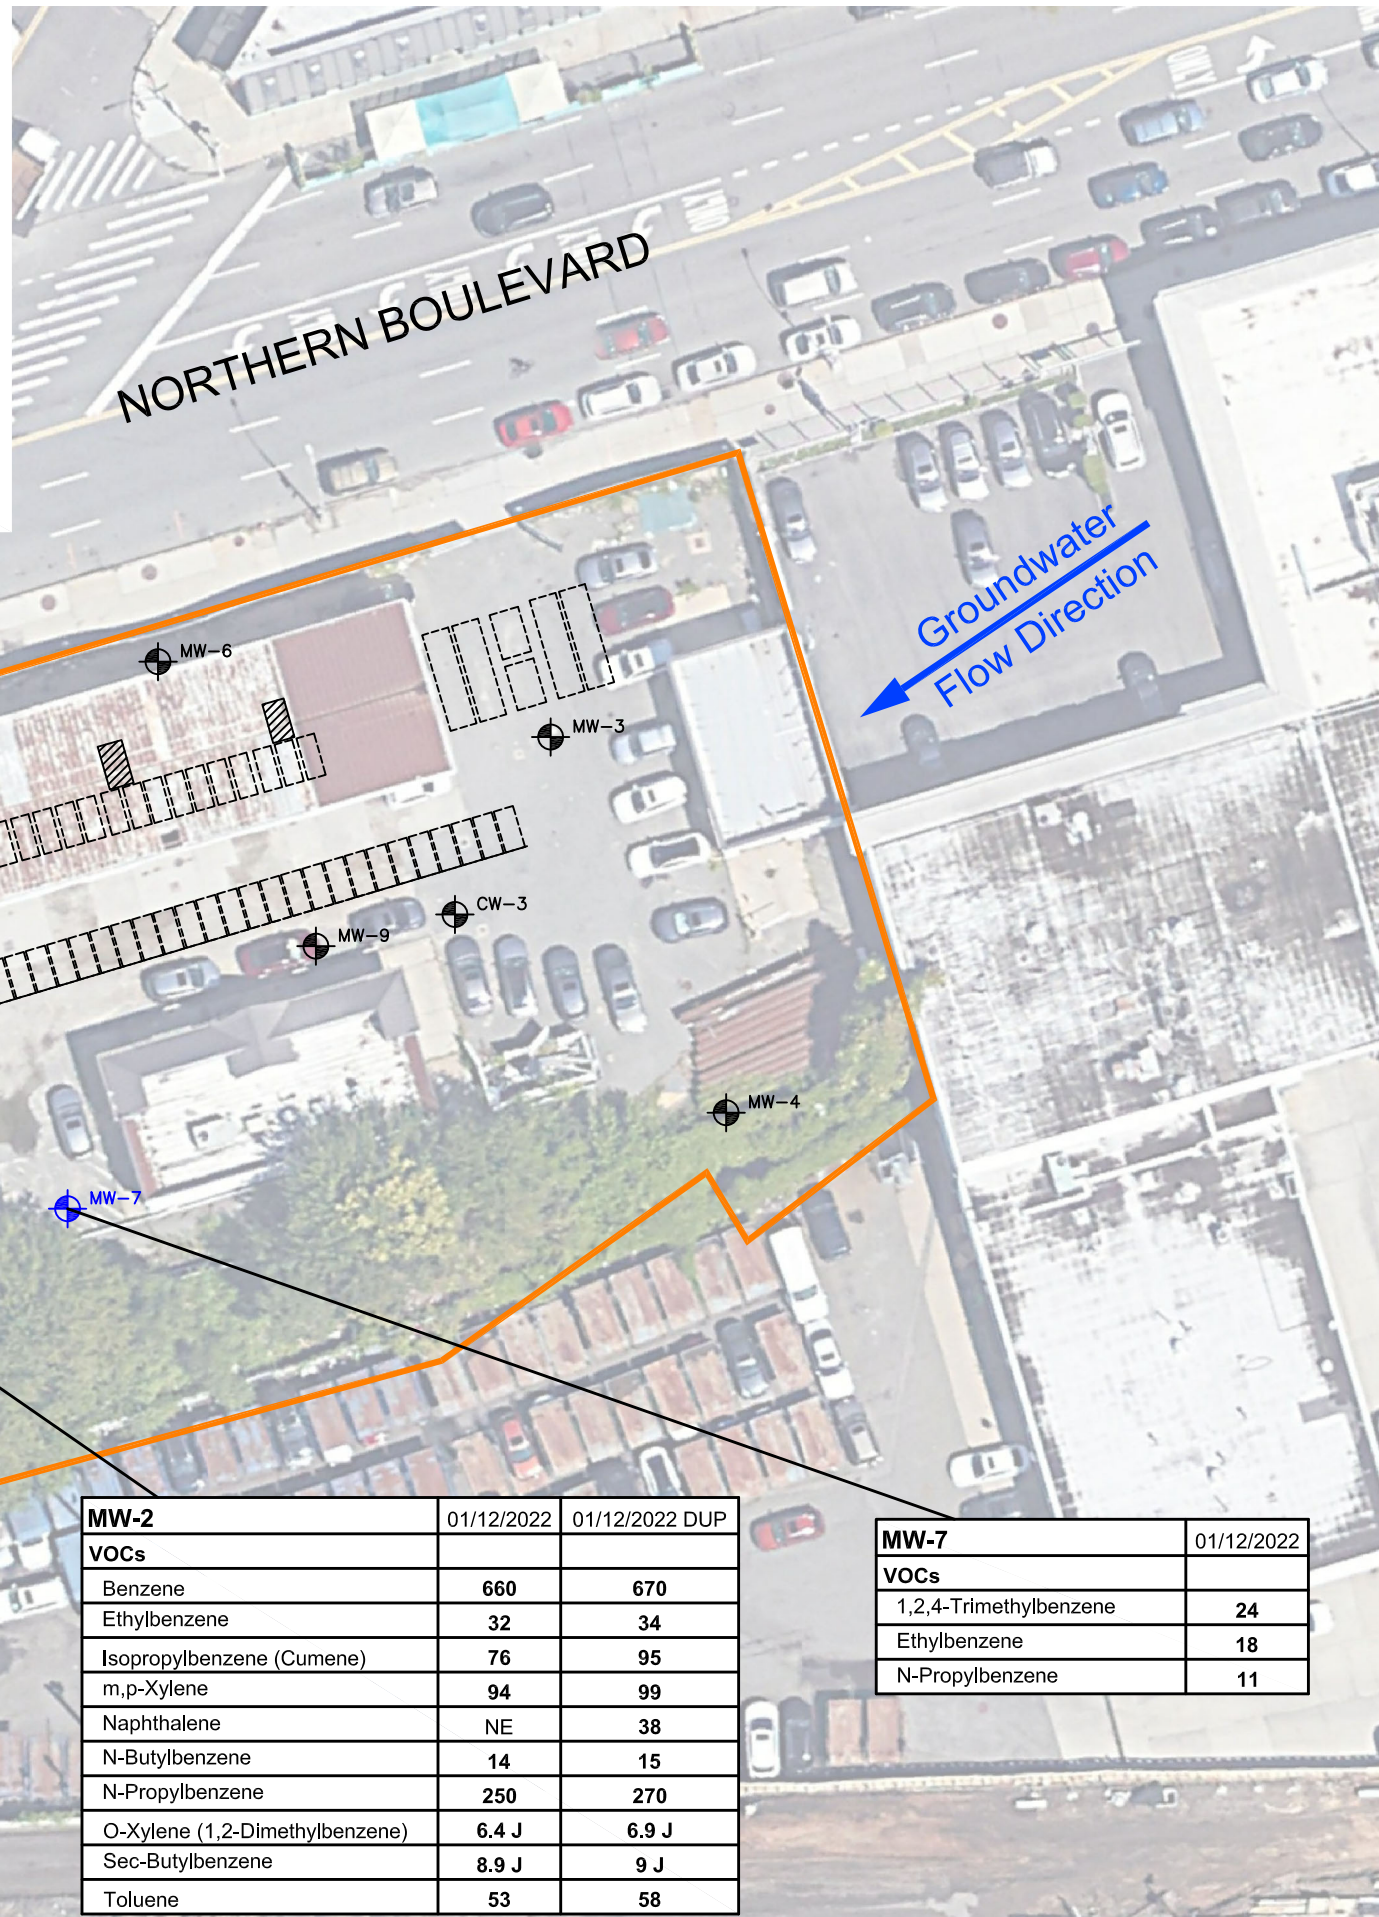 ONLY
ONLY
NORTHERN BOULEVARD
Groundwater
Flow Direction
MW-6
MW-3
CW-3
MW-9
MW-4
MW-7
MW-2 01/12/2022 01/12/2022 DUP
VOCs
Benzene 660 670
Ethylbenzene 32 34
Isopropylbenzene (Cumene) 76 95
m,p-Xylene 94 99
Naphthalene NE 38
N-Butylbenzene 14 15
N-Propylbenzene 250 270
O-Xylene (1,2-Dimethylbenzene) 6.4 J 6.9 J
Sec-Butylbenzene 8.9 J 9 J
Toluene 53 58
MW-7 01/12/2022
VOCs
1,2,4-Trimethylbenzene 24
Ethylbenzene 18
N-Propylbenzene 11